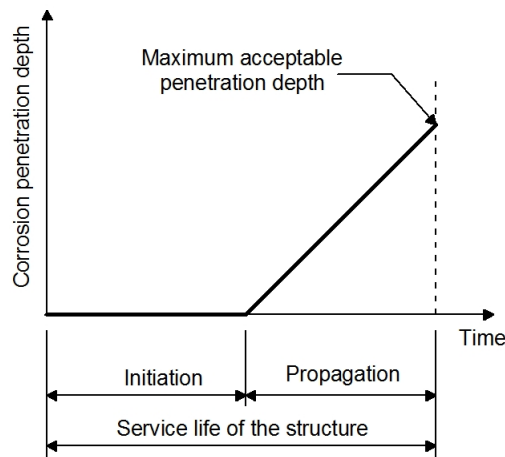 Maximum acceptable
penetration depth
Corrosion penetration depth
Time
Initiation
Propagation
Service life of the structure